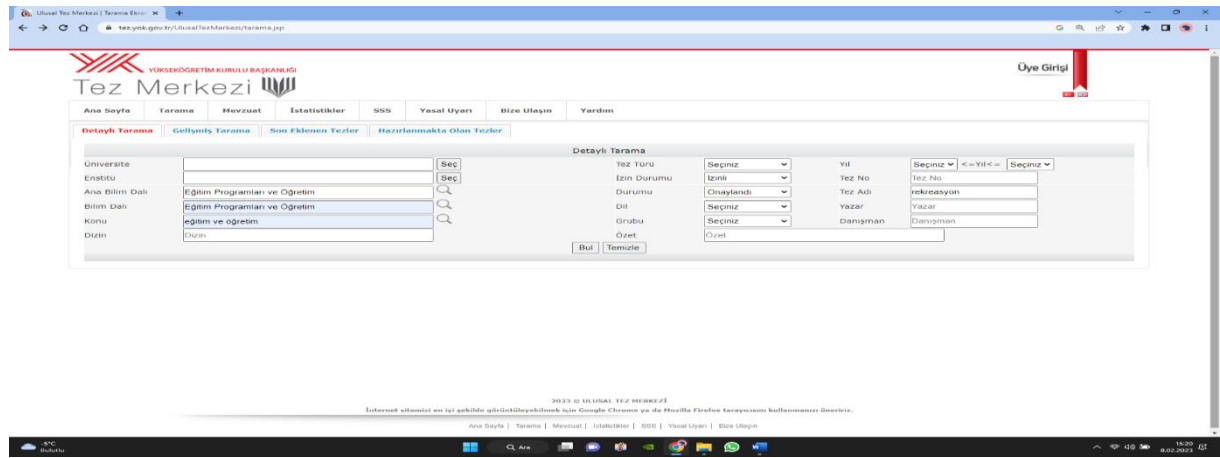 Ulusal Tez Merkezi | Tarama Ekra
tez.yok.gov.tr/UlusalTezMerkezi/tarama.jsp
YÜKSEKÖĞRETİM KURULU BAŞKANLIĞI
Tez Merkezi
Üye Girişi
Ana Sayfa Tarama Mevzuat İstatistikler SSS Yasal Uyarı Bize Ulaşın Yardım
Detaylı Tarama Gelişmiş Tarama Son Eklenen Tezler Hazırlanmakta Olan Tezler
Detaylı Tarama
Üniversite Seç Tez Türü Seçiniz Yıl Seçiniz <=Yıl<= Seçiniz
Enstitü Seç İzin Durumu İzinli Tez No Tez No
Ana Bilim Dalı Eğitim Programları ve Öğretim Durumu Onaylandı Tez Adı rekreasyon
Bilim Dalı Eğitim Programları ve Öğretim Dil Seçiniz Yazar Yazar
Konu eğitim ve öğretim Grubu Seçiniz Danışman Danışman
Dizin Dizin Özet Özet
Bul Temizle
2023 © ULUSAL TEZ MERKEZİ
İnternet sitemizi en iyi şekilde görüntüleyebilmek için Google Chrome ya da Mozilla Firefox tarayıcısını kullanmanızı öneririz.
Ana Sayfa | Tarama | Mevzuat | İstatistikler | SSS | Yasal Uyarı | Bize Ulaşın
-5°C
Bulutlu
Ara
15:20
8.02.2023